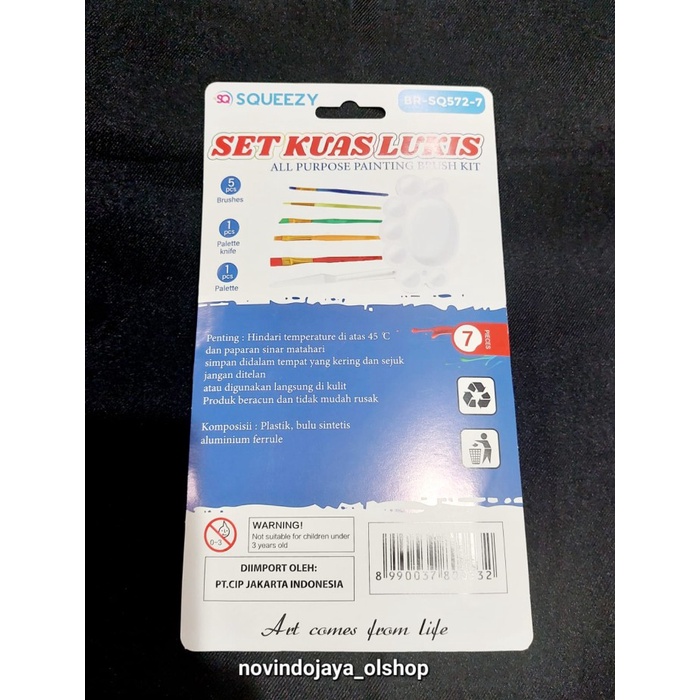 SQ SQUEEZY
BR-SQ572-7
SET KUAS LUKIS
ALL PURPOSE PAINTING BRUSH KIT
5
pcs
Brushes
1
pcs
Palette
knife
1
pcs
Palette
Penting : Hindari temperature di atas 45 ℃
dan paparan sinar matahari
simpan didalam tempat yang kering dan sejuk
jangan ditelan
atau digunakan langsung di kulit
Produk beracun dan tidak mudah rusak
Komposisii : Plastik, bulu sintetis
aluminium ferrule
7
PIECES
0-3
WARNING!
Not suitable for children under
3 years old
DIIMPORT OLEH:
PT.CIP JAKARTA INDONESIA
Art comes from life
novindojaya_olshop